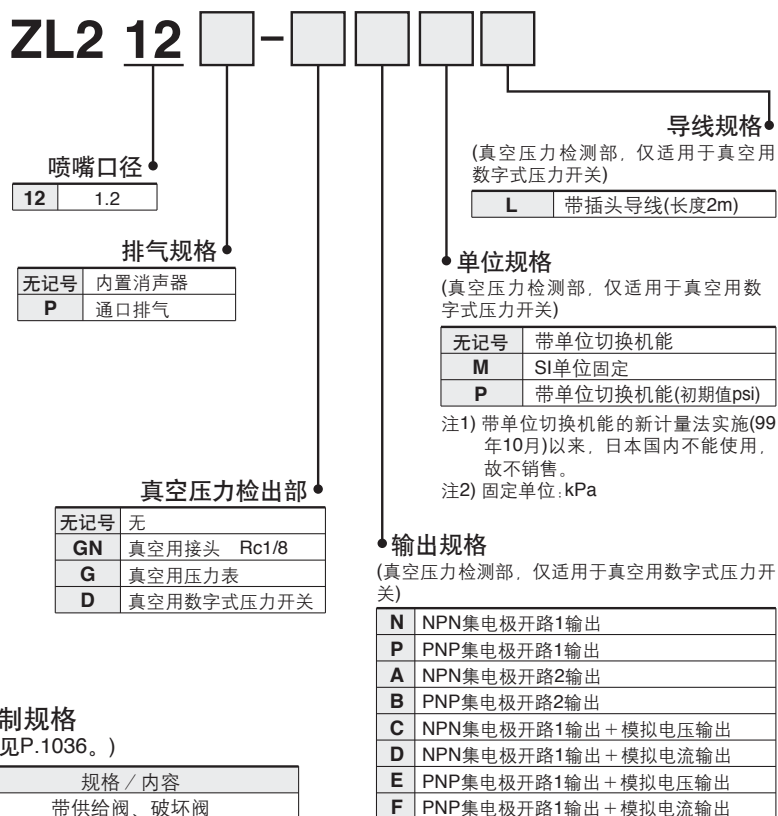 ZL2 12 -
导线规格
(真空压力检测部，仅适用于真空用
数字式压力开关)
L 带插头导线(长度2m)
喷嘴口径
12 1.2
排气规格
无记号 内置消声器
P 通口排气
单位规格
(真空压力检测部，仅适用于真空用数
字式压力开关)
无记号 带单位切换机能
M SI单位固定
P 带单位切换机能(初期值psi)
注1) 带单位切换机能的新计量法实施(99
年10月)以来，日本国内不能使用，
故不销售。
注2) 固定单位:kPa
真空压力检出部
无记号 无
GN 真空用接头 Rc1/8
G 真空用压力表
D 真空用数字式压力开关
输出规格
(真空压力检测部，仅适用于真空用数字式压力开
关)
N NPN集电极开路1输出
P PNP集电极开路1输出
A NPN集电极开路2输出
B PNP集电极开路2输出
C NPN集电极开路1输出＋模拟电压输出
D NPN集电极开路1输出＋模拟电流输出
E PNP集电极开路1输出＋模拟电压输出
F PNP集电极开路1输出＋模拟电流输出
制规格
见P.1036。)
规格／内容
带供给阀、破坏阀